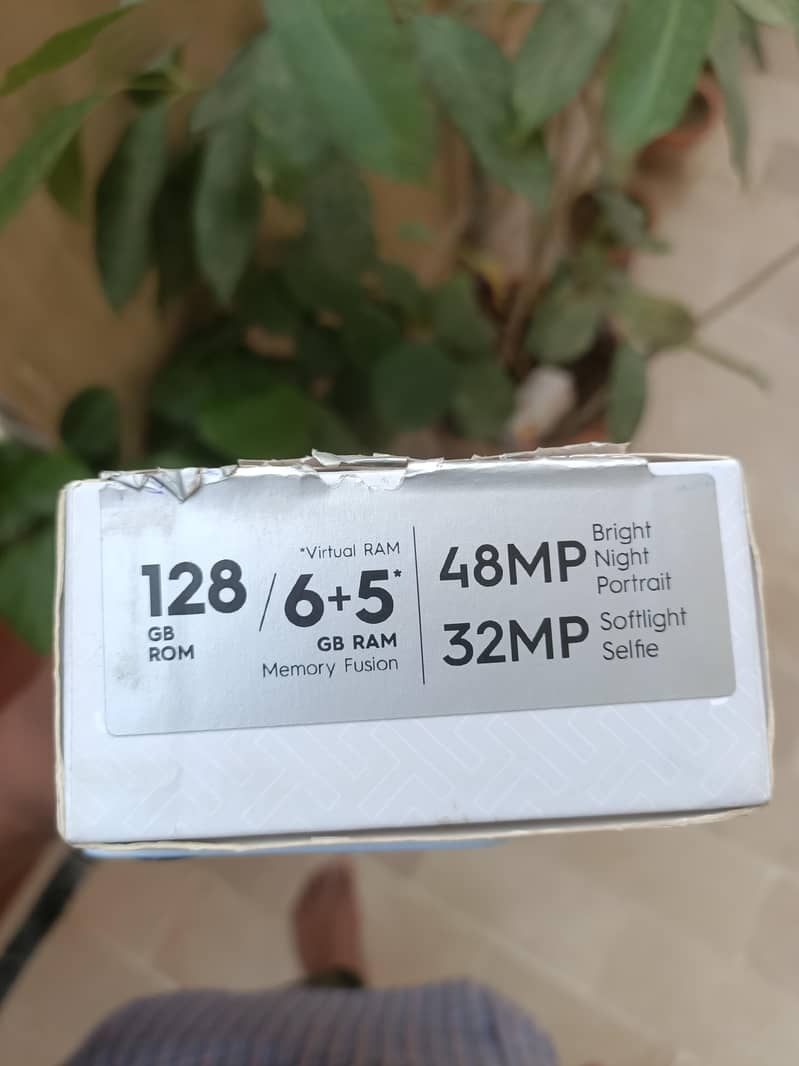 128
GB
ROM
/
*Virtual RAM
6+5*
GB RAM
Memory Fusion
48MP
Bright
Night
Portrait
32MP
Softlight
Selfie